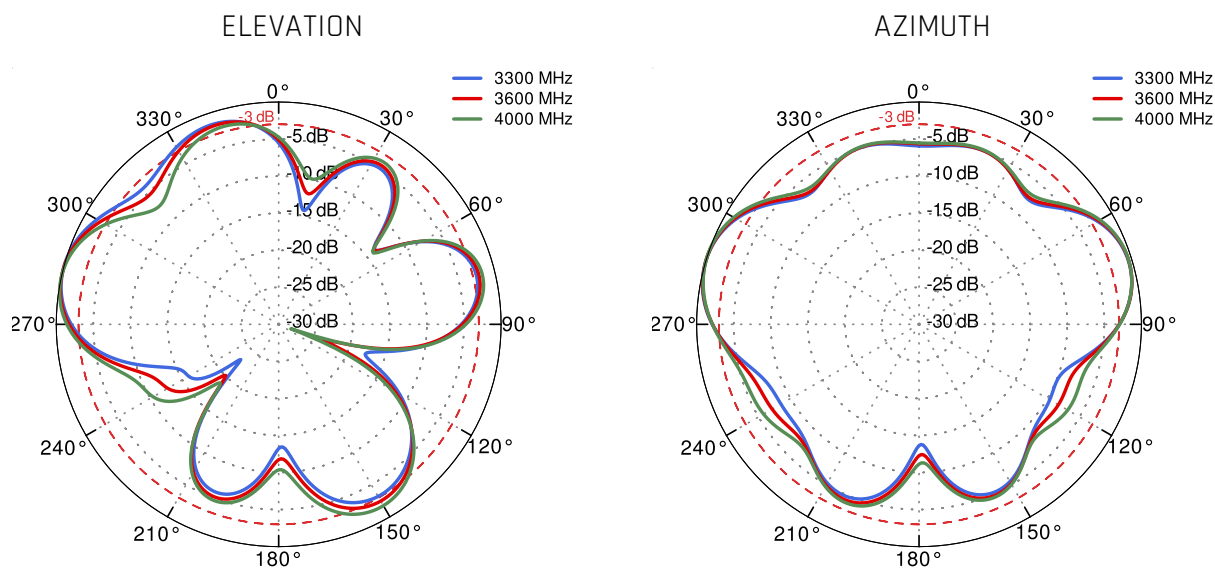 ELEVATION
3300 MHz
3600 MHz
4000 MHz
0°
30°
60°
90°
120°
150°
180°
210°
240°
270°
300°
330°
-3 dB
-5 dB
-10 dB
-15 dB
-20 dB
-25 dB
-30 dB
AZIMUTH
3300 MHz
3600 MHz
4000 MHz
0°
30°
60°
90°
120°
150°
180°
210°
240°
270°
300°
330°
-3 dB
-5 dB
-10 dB
-15 dB
-20 dB
-25 dB
-30 dB